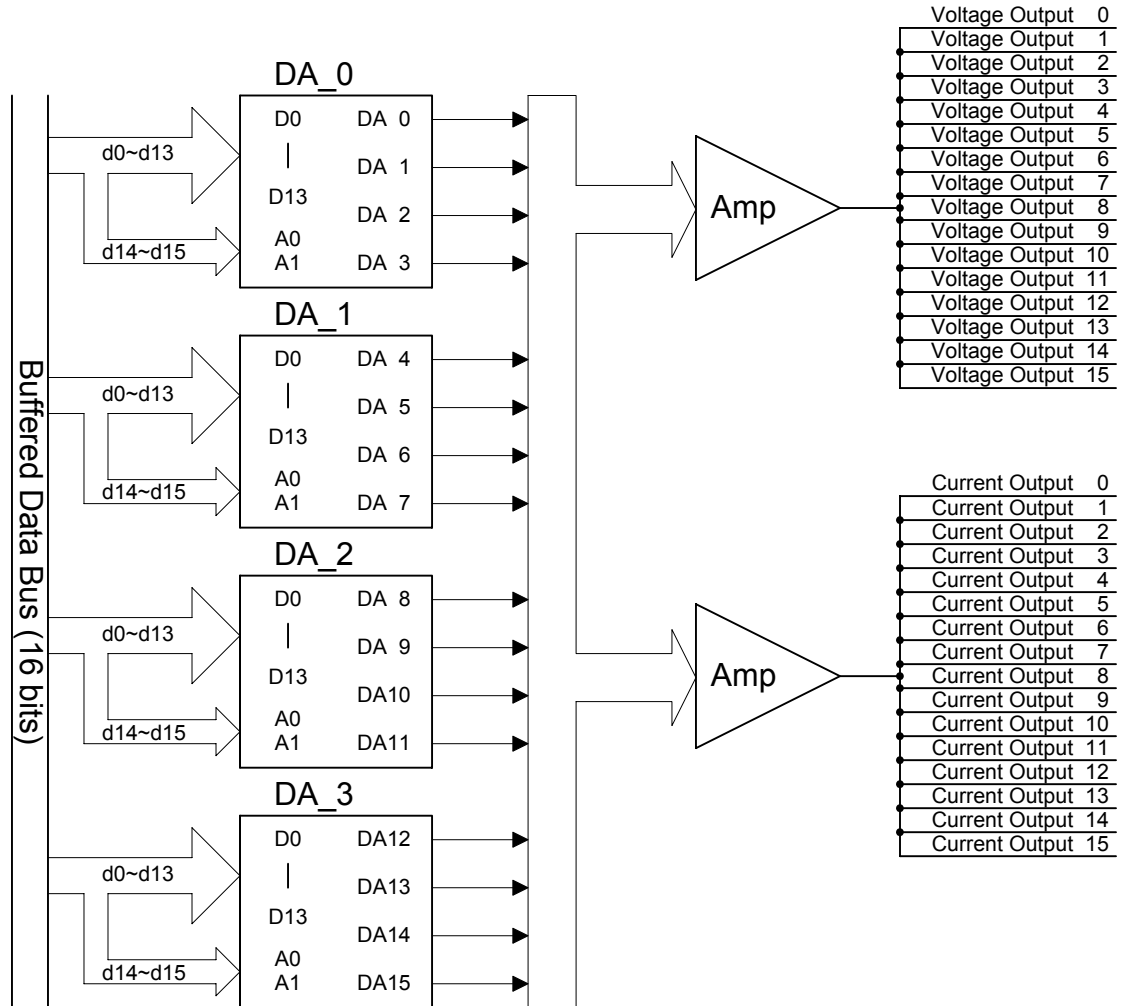 Buffered Data Bus (16 bits)
DA_0
d0~d13
d14~d15
D0
D13
A0
A1
DA 0
DA 1
DA 2
DA 3
DA_1
d0~d13
d14~d15
D0
D13
A0
A1
DA 4
DA 5
DA 6
DA 7
DA_2
d0~d13
d14~d15
D0
D13
A0
A1
DA 8
DA 9
DA10
DA11
DA_3
d0~d13
d14~d15
D0
D13
A0
A1
DA12
DA13
DA14
DA15
Amp
Voltage Output 0
Voltage Output 1
Voltage Output 2
Voltage Output 3
Voltage Output 4
Voltage Output 5
Voltage Output 6
Voltage Output 7
Voltage Output 8
Voltage Output 9
Voltage Output 10
Voltage Output 11
Voltage Output 12
Voltage Output 13
Voltage Output 14
Voltage Output 15
Amp
Current Output 0
Current Output 1
Current Output 2
Current Output 3
Current Output 4
Current Output 5
Current Output 6
Current Output 7
Current Output 8
Current Output 9
Current Output 10
Current Output 11
Current Output 12
Current Output 13
Current Output 14
Current Output 15